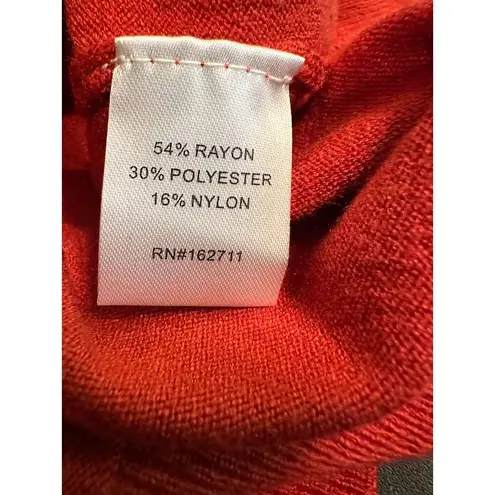 54% RAYON
30% POLYESTER
16% NYLON
RN#162711